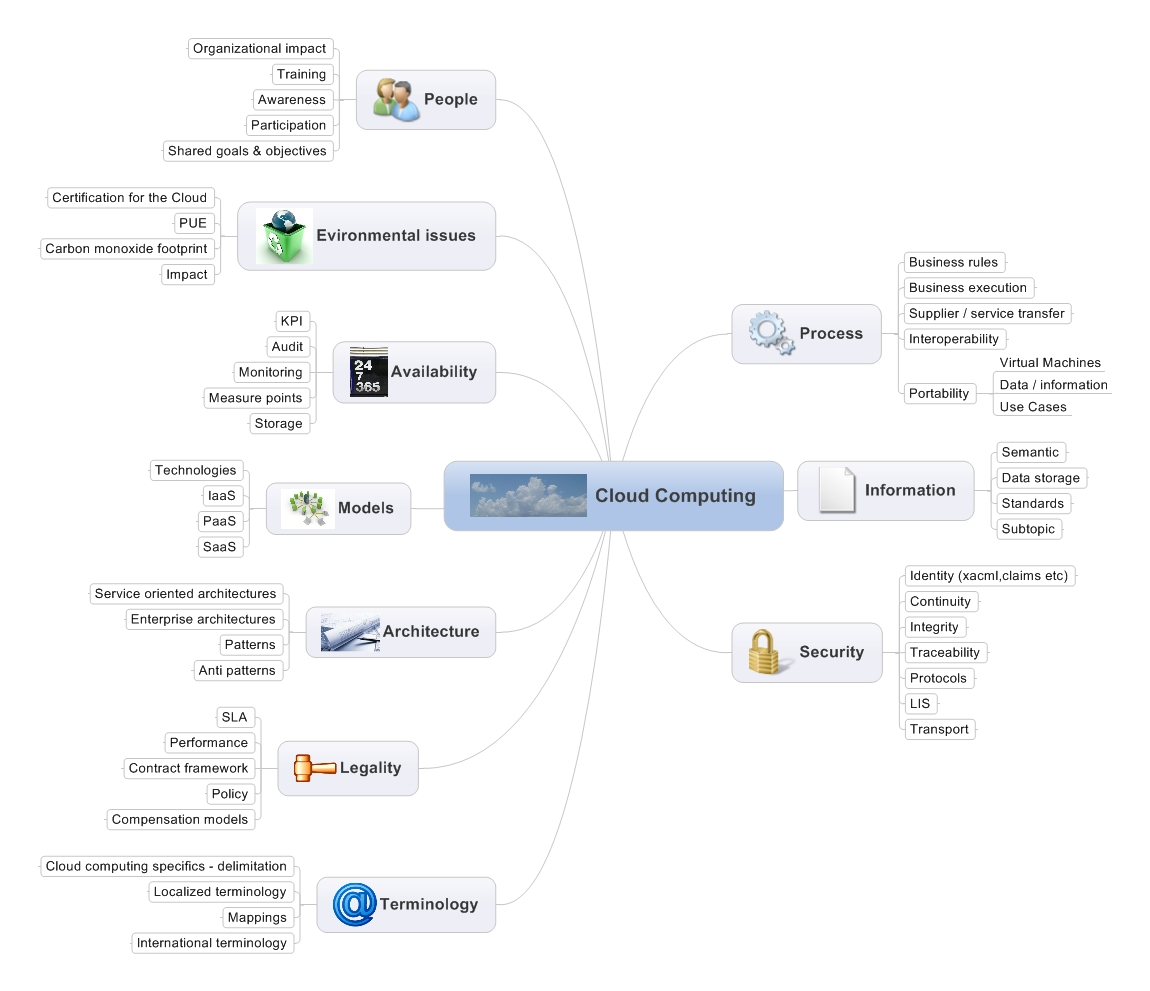 Organizational impact
Training
Awareness
Participation
Shared goals & objectives
People
Certification for the Cloud
PUE
Carbon monoxide footprint
Impact
Evironmental issues
KPI
Audit
Monitoring
Measure points
Storage
24
7
365
Availability
Technologies
IaaS
PaaS
SaaS
Models
Service oriented architectures
Enterprise architectures
Patterns
Anti patterns
Architecture
SLA
Performance
Contract framework
Policy
Compensation models
Legality
Cloud computing specifics - delimitation
Localized terminology
Mappings
International terminology
@
Terminology
Cloud Computing
Process
Business rules
Business execution
Supplier / service transfer
Interoperability
Portability
Virtual Machines
Data / information
Use Cases
Information
Semantic
Data storage
Standards
Subtopic
Security
Identity (xacml,claims etc)
Continuity
Integrity
Traceability
Protocols
LIS
Transport